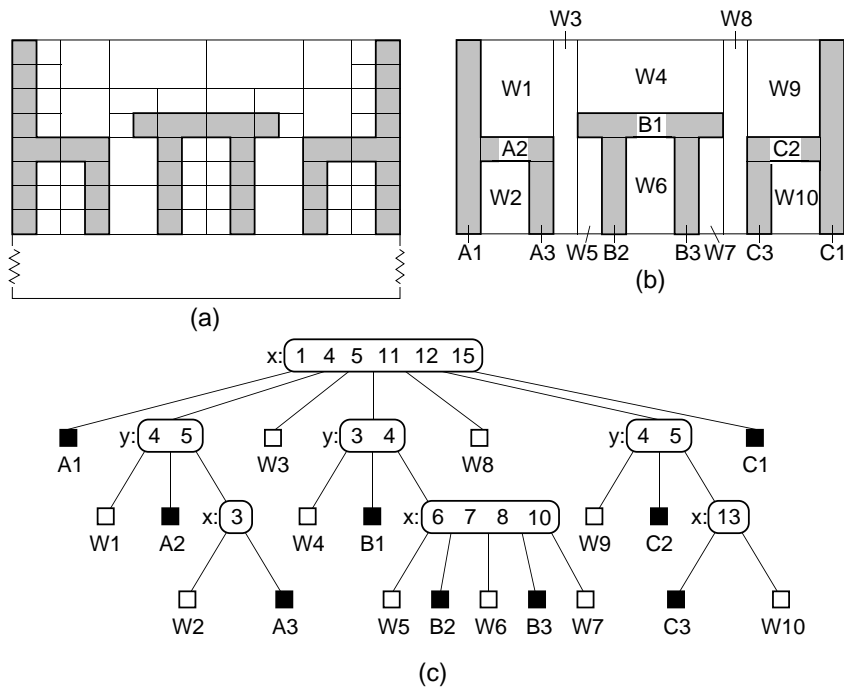 W3 W8
W1 W4 W9
B1
A2 C2
W2 W6 W10
A1 A3 W5 B2 B3 W7 C3 C1
(a) (b)
x: 1 4 5 11 12 15
A1 y: 4 5 W3 y: 3 4 W8 y: 4 5 C1
W1 A2 x: 3 W4 B1 x: 6 7 8 10 W9 C2 x: 13
W2 A3 W5 B2 W6 B3 W7 C3 W10
(c)